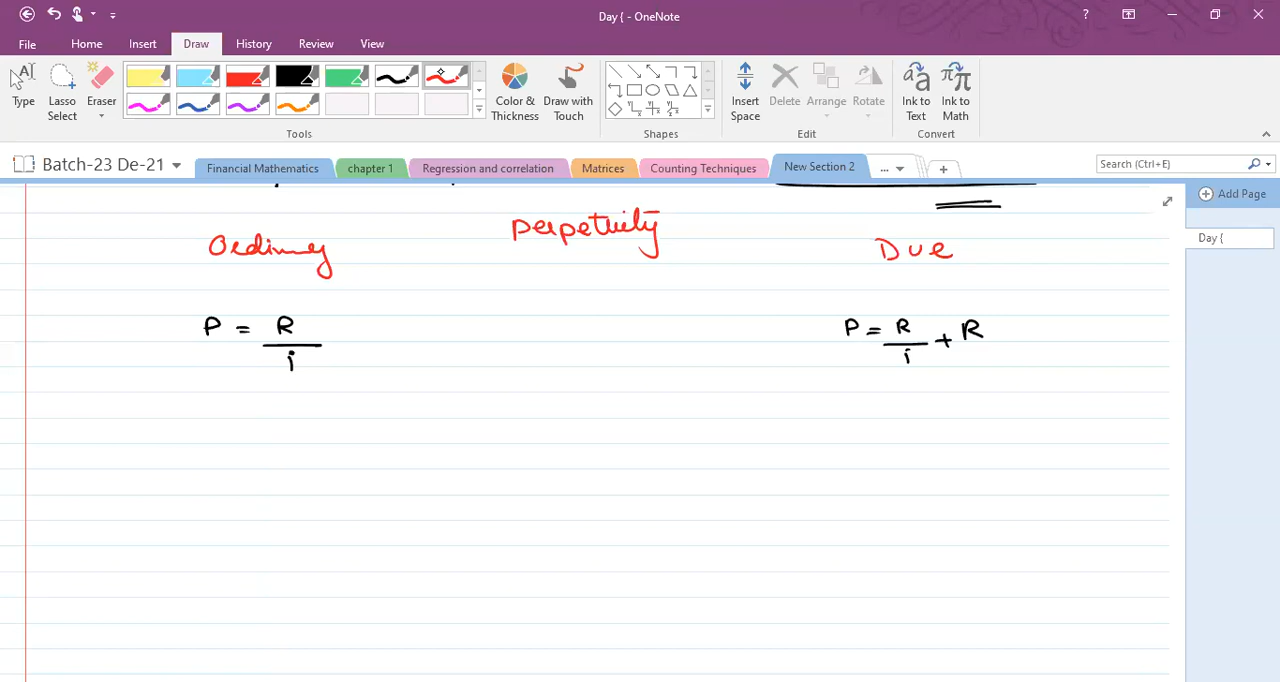 Day { - OneNote
?
File Home Insert Draw History Review View
Type
Lasso Select
Eraser
Color & Thickness
Draw with Touch
Insert Space
Delete
Arrange
Rotate
Ink to Text
Ink to Math
Tools
Shapes
Edit
Convert
Batch-23 De-21
Financial Mathematics
chapter 1
Regression and correlation
Matrices
Counting Techniques
New Section 2
...
Search (Ctrl+E)
Add Page
Day {
Perpetuity
Ordinary
Due
P = R / i
P = R / i + R